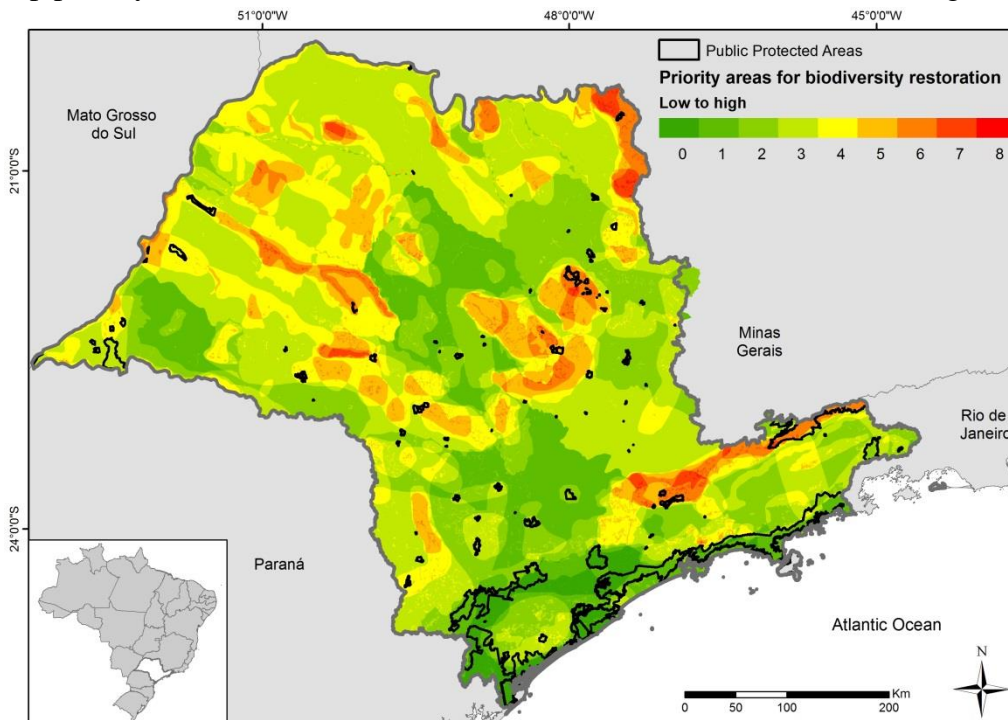 51°0'0"W
48°0'0"W
45°0'0"W
Public Protected Areas
Priority areas for biodiversity restoration
Low to high
0 1 2 3 4 5 6 7 8
Mato Grosso
do Sul
21°0'0"S
Minas
Gerais
Rio de
Janeiro
24°0'0"S
Paraná
Atlantic Ocean
N
Km
0 50 100 200